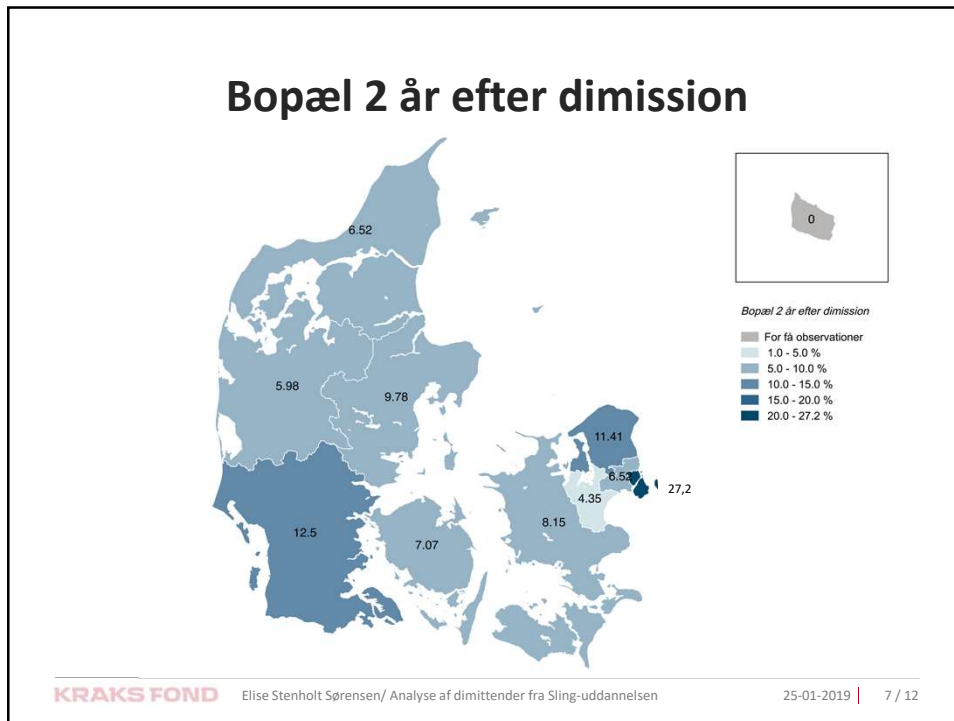 Bopæl 2 år efter dimission
0
6.52
Bopæl 2 år efter dimission
For få observationer
1.0 - 5.0 %
5.0 - 10.0 %
10.0 - 15.0 %
15.0 - 20.0 %
20.0 - 27.2 %
5.98
9.78
11.41
6.52
27,2
4.35
8.15
12.5
7.07
KRAKS FOND Elise Stenholt Sørensen/ Analyse af dimittender fra Sling-uddannelsen 25-01-2019 7 / 12